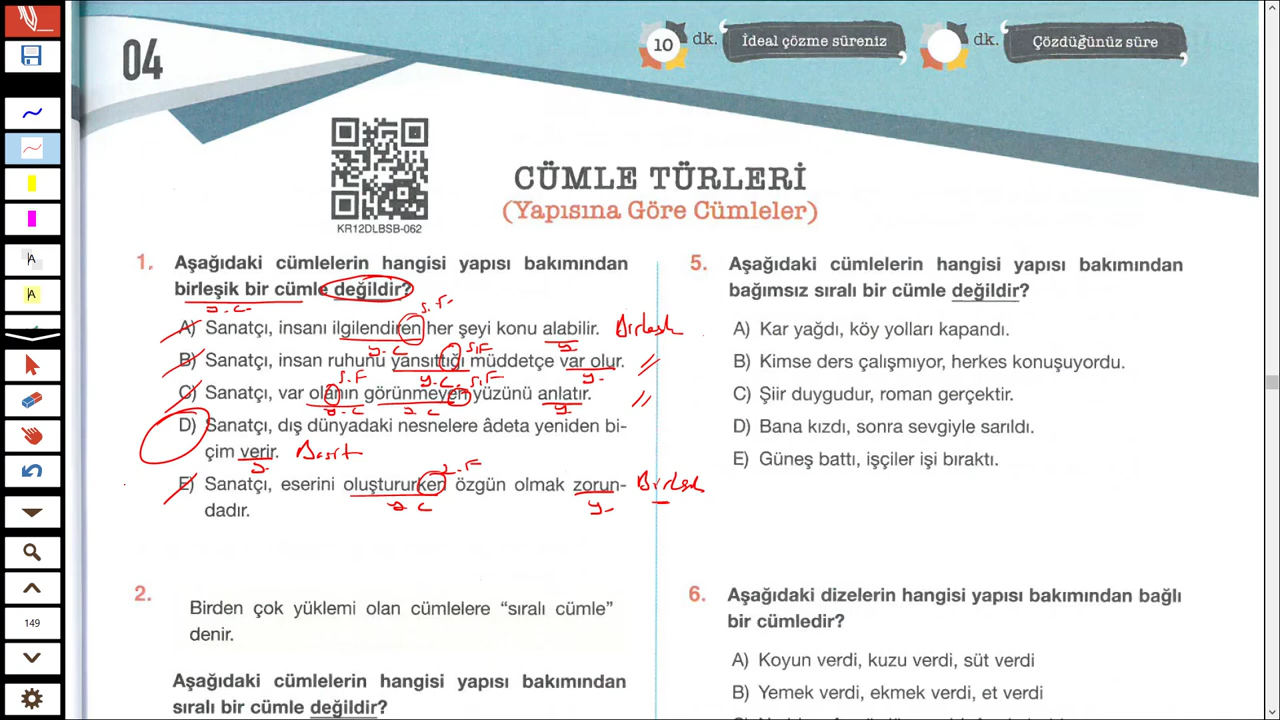 04
10 dk. İdeal çözme süreniz
dk. Çözdüğünüz süre
KR12DLBSB-062
CÜMLE TÜRLERİ
(Yapısına Göre Cümleler)
1. Aşağıdaki cümlelerin hangisi yapısı bakımından
birleşik bir cümle değildir?
y.c
s.F
A) Sanatçı, insanı ilgilendiren her şeyi konu alabilir. Birleşik
y.c y
s.F
B) Sanatçı, insan ruhunu yansıttığı müddetçe var olur. //
y.c y.
s.F s.F
C) Sanatçı, var olanın görünmeyen yüzünü anlatır. //
y.c y.c y
D) Sanatçı, dış dünyadaki nesnelere âdeta yeniden bi-
çim verir. Basit
y.
s.F
E) Sanatçı, eserini oluştururken özgün olmak zorun- Birleşik
y.c y.
dadır.
2.
Birden çok yüklemi olan cümlelere “sıralı cümle”
denir.
Aşağıdaki cümlelerin hangisi yapısı bakımından
sıralı bir cümle değildir?
5. Aşağıdaki cümlelerin hangisi yapısı bakımından
bağımsız sıralı bir cümle değildir?
A) Kar yağdı, köy yolları kapandı.
B) Kimse ders çalışmıyor, herkes konuşuyordu.
C) Şiir duygudur, roman gerçektir.
D) Bana kızdı, sonra sevgiyle sarıldı.
E) Güneş battı, işçiler işi bıraktı.
6. Aşağıdaki dizelerin hangisi yapısı bakımından bağlı
bir cümledir?
A) Koyun verdi, kuzu verdi, süt verdi
B) Yemek verdi, ekmek verdi, et verdi
A
A
149